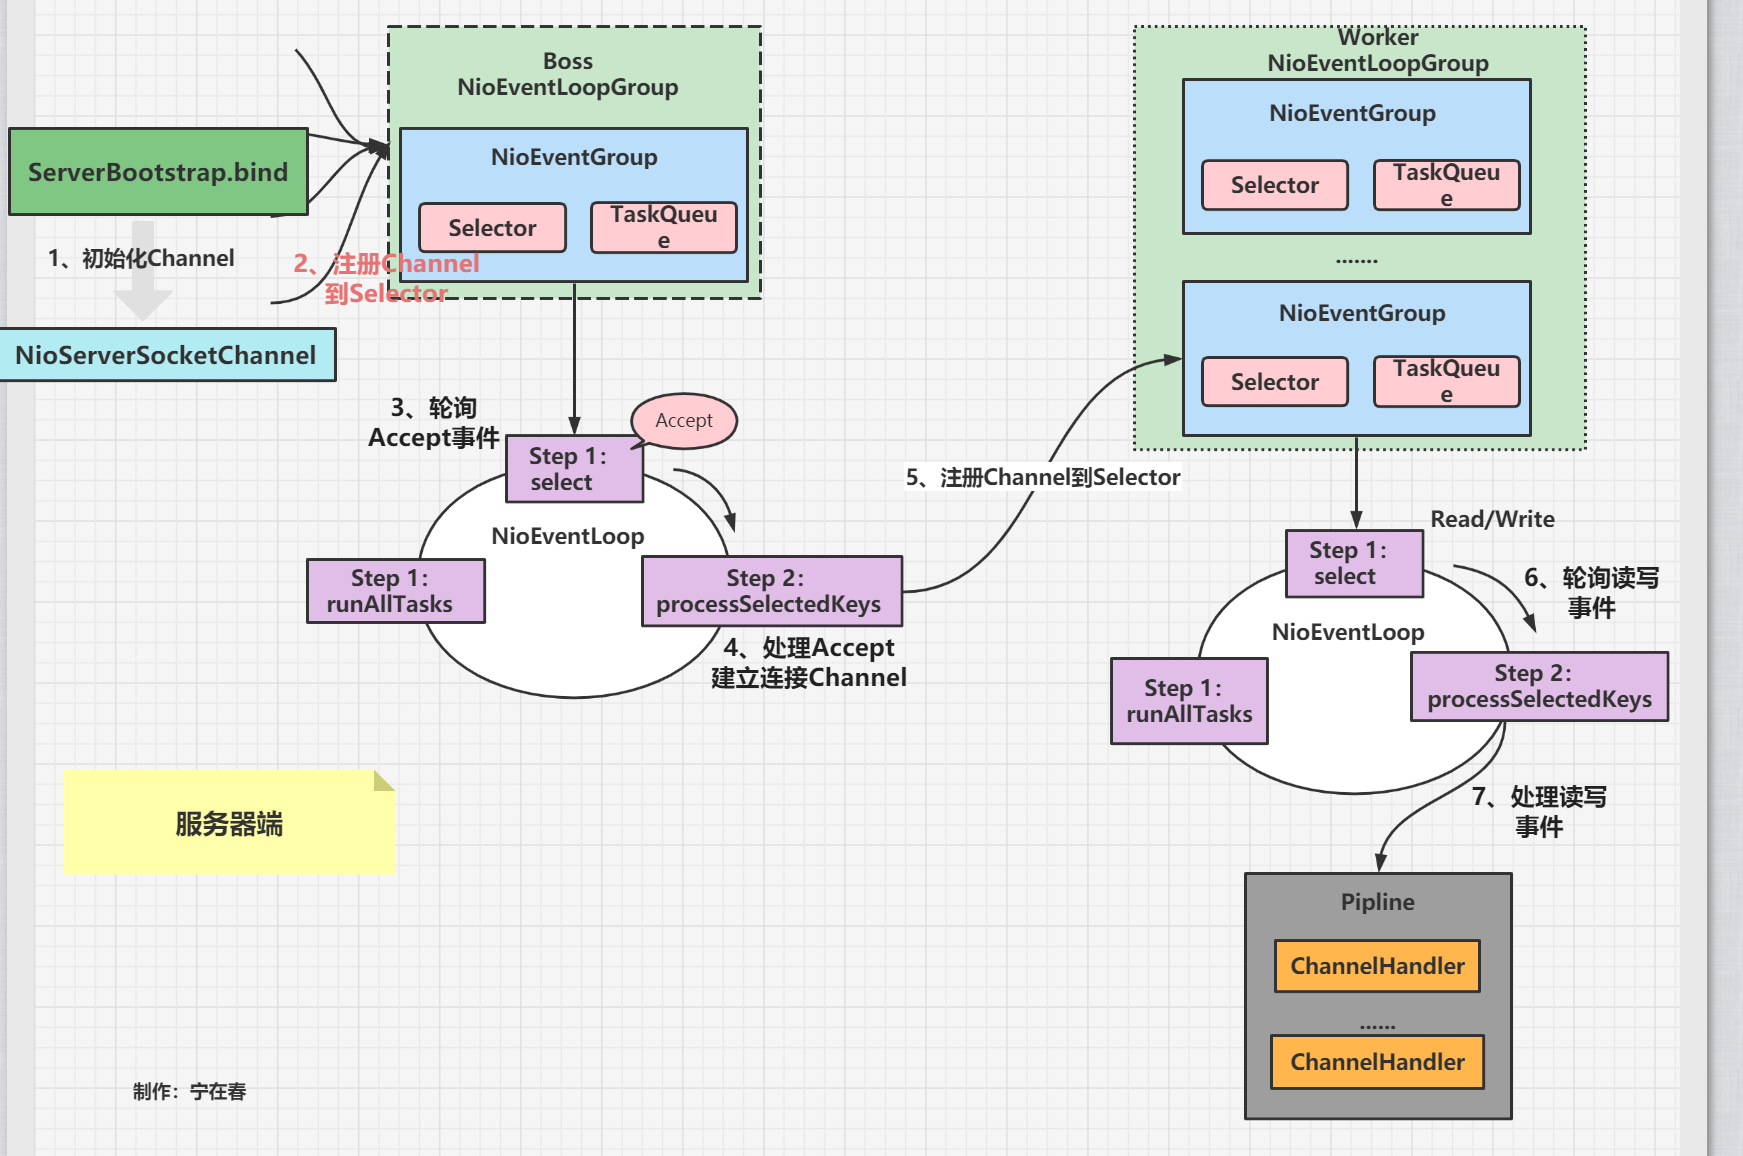 Boss
NioEventLoopGroup
NioEventGroup
Selector
TaskQueu
e
ServerBootstrap.bind
1、初始化Channel
2、注册Channel
到Selector
NioServerSocketChannel
3、轮询
Accept事件
Accept
Step 1：
select
NioEventLoop
Step 1：
runAllTasks
Step 2：
processSelectedKeys
4、处理Accept
建立连接Channel
5、注册Channel到Selector
Worker
NioEventLoopGroup
NioEventGroup
Selector
TaskQueu
e
.......
NioEventGroup
Selector
TaskQueu
e
Read/Write
Step 1：
select
6、轮询读写
事件
NioEventLoop
Step 1：
runAllTasks
Step 2：
processSelectedKeys
7、处理读写
事件
Pipline
ChannelHandler
......
ChannelHandler
服务器端
制作：宁在春